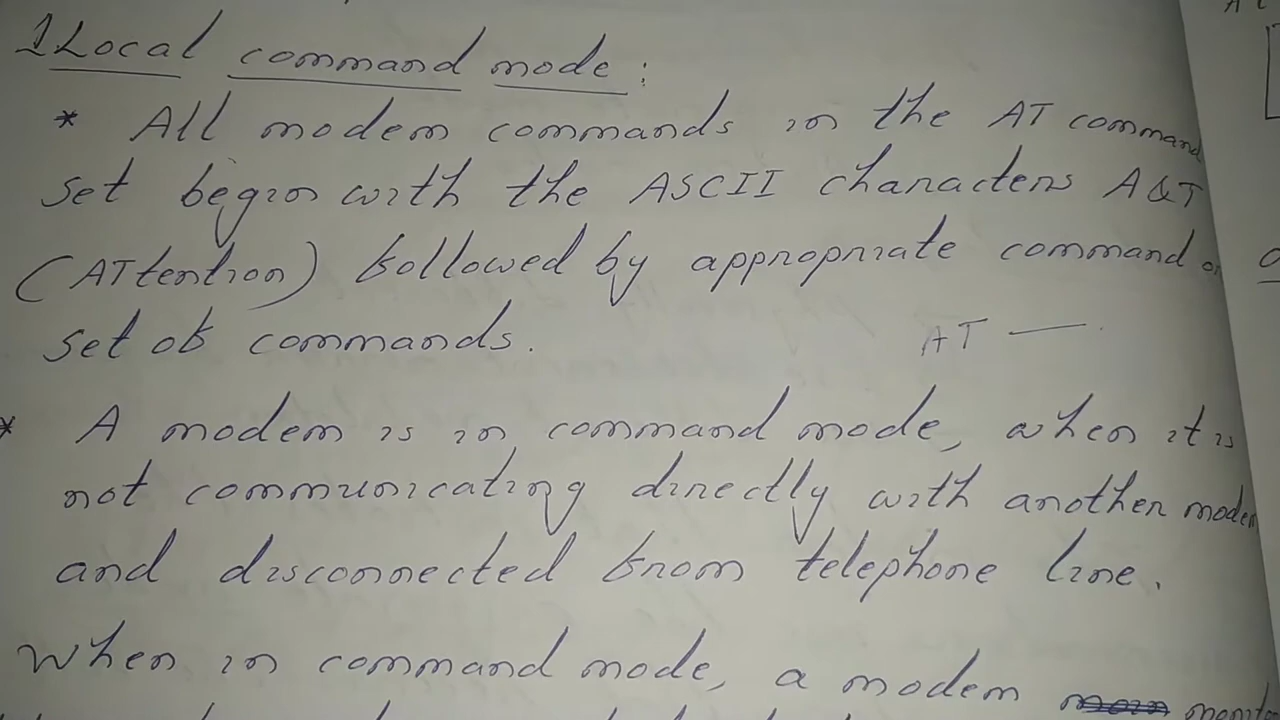 1 Local command mode :
* All modem commands in the AT command
set begin with the ASCII characters A & T
(ATtention) followed by appropriate command or
set of commands.
AT —
* A modem is in command mode, when it is
not communicating directly with another modem
and disconnected from telephone line.
When in command mode, a modem